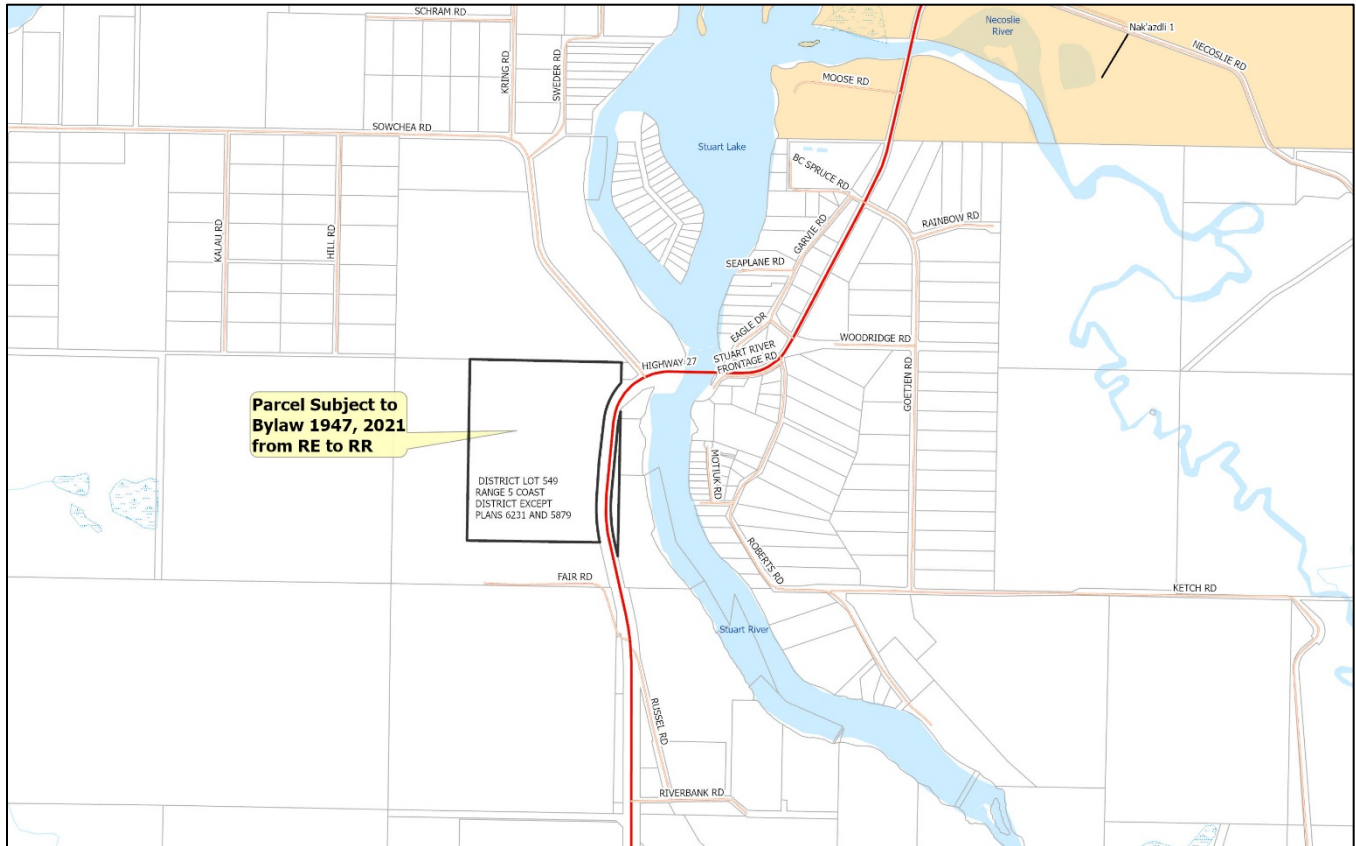 SCHRAM RD
Necoslie
River
Nak'azdli 1
NECOSLIE RD
KRING RD
SWEDER RD
MOOSE RD
SOWCHEA RD
Stuart Lake
BC SPRUCE RD
KALAU RD
HILL RD
GARVIE RD
RAINBOW RD
SEAPLANE RD
EAGLE DR
WOODRIDGE RD
HIGHWAY 27
STUART RIVER
FRONTAGE RD
GOETJEN RD
Parcel Subject to
Bylaw 1947, 2021
from RE to RR
DISTRICT LOT 549
RANGE 5 COAST
DISTRICT EXCEPT
PLANS 6231 AND 5879
MOTIUK RD
ROBERTS RD
FAIR RD
KETCH RD
Stuart River
RUSSEL RD
RIVERBANK RD